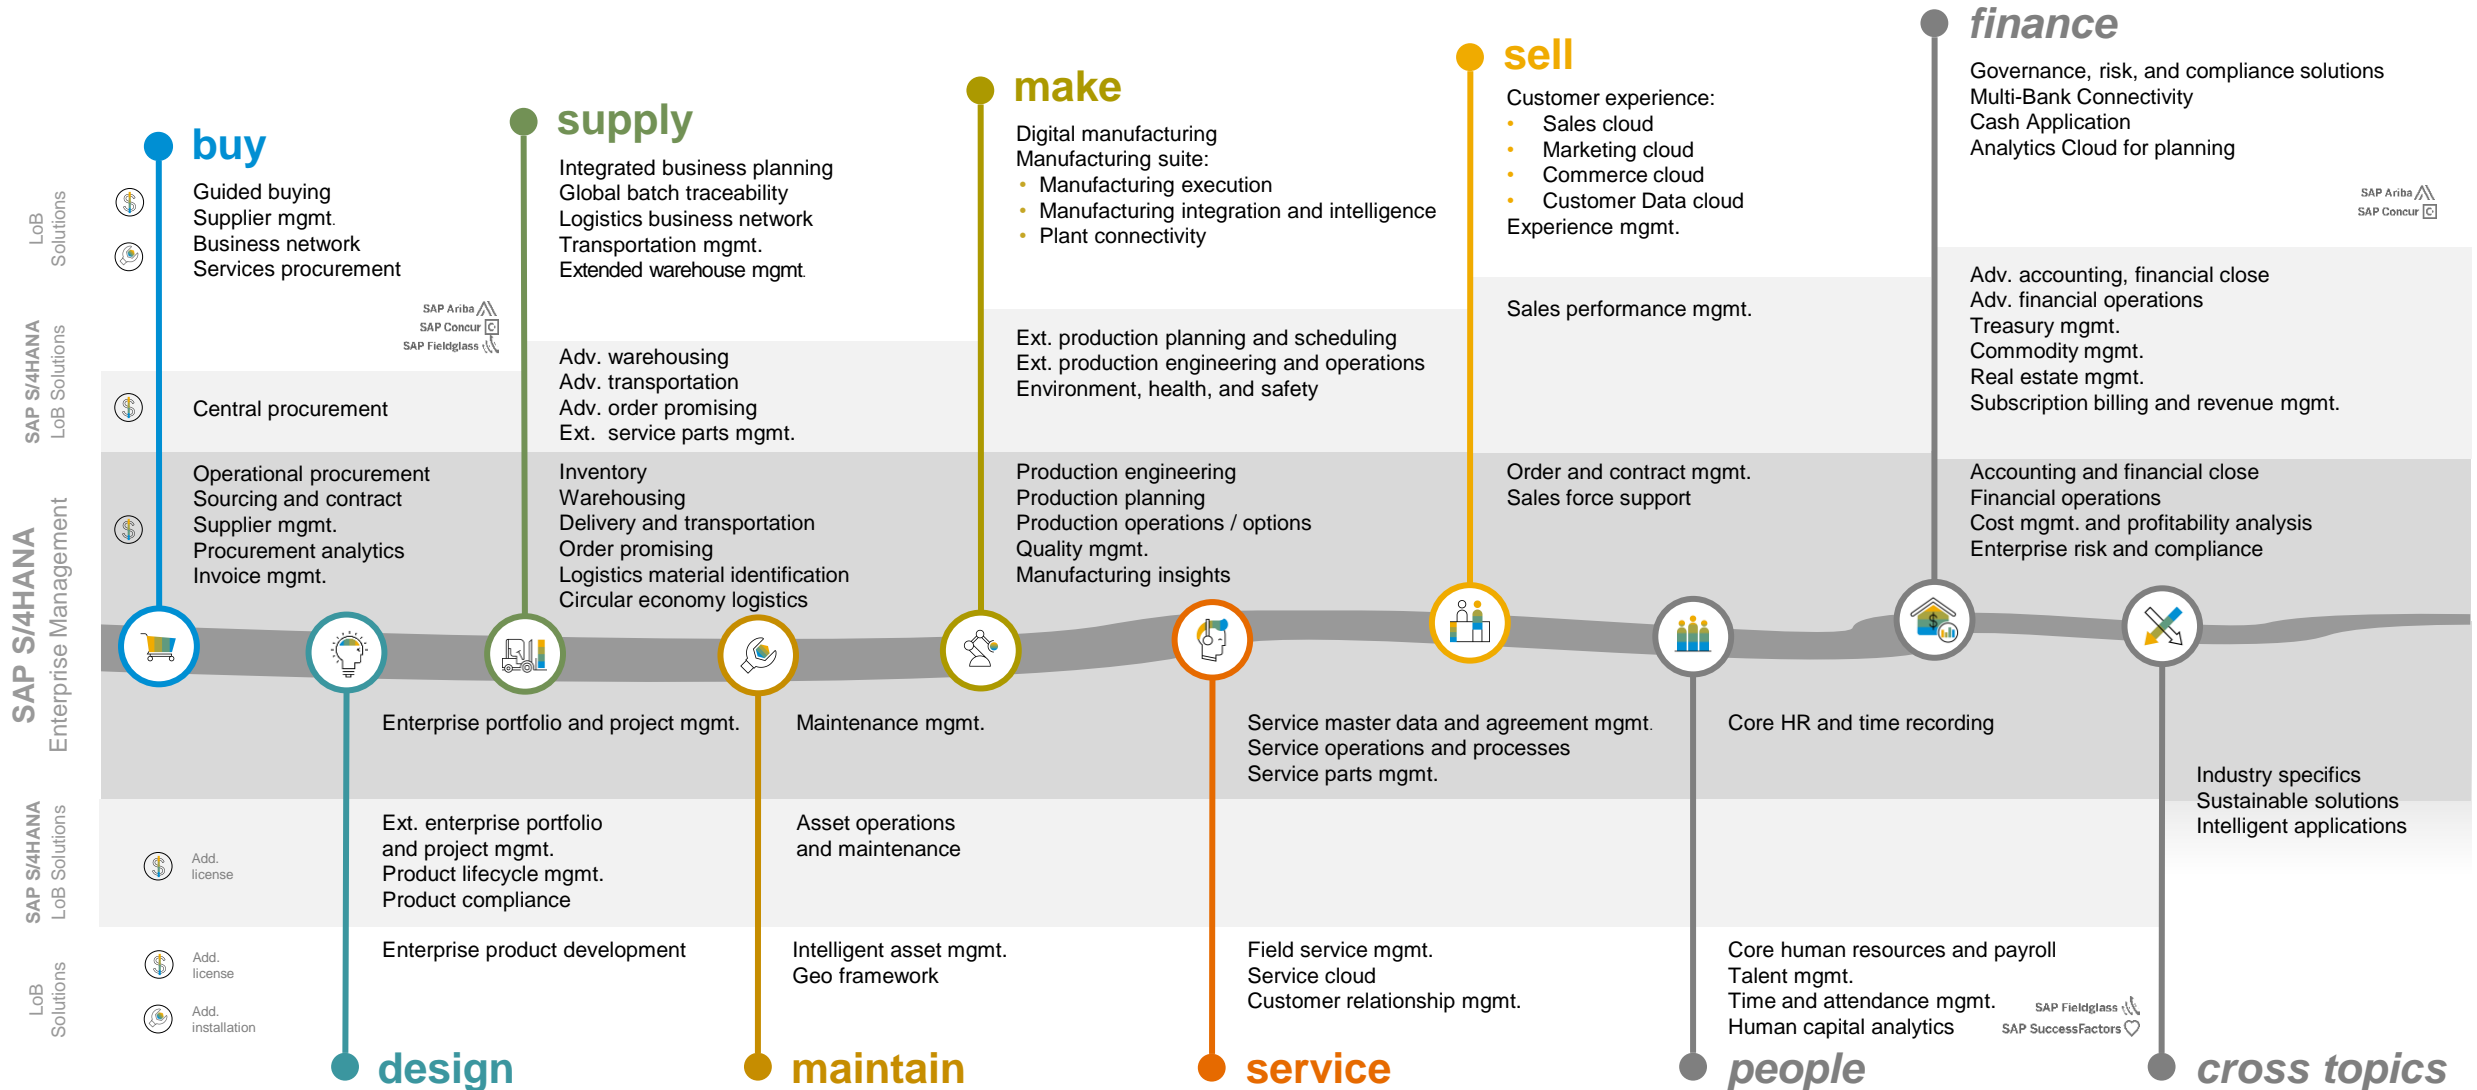 LoB
Solutions
SAP S/4HANA
LoB Solutions
SAP S/4HANA
Enterprise Management
SAP S/4HANA
LoB Solutions
LoB
Solutions
buy
Guided buying
Supplier mgmt.
Business network
Services procurement
SAP Ariba
SAP Concur
SAP Fieldglass
Central procurement
Operational procurement
Sourcing and contract
Supplier mgmt.
Procurement analytics
Invoice mgmt.
supply
Integrated business planning
Global batch traceability
Logistics business network
Transportation mgmt.
Extended warehouse mgmt.
Adv. warehousing
Adv. transportation
Adv. order promising
Ext. service parts mgmt.
Inventory
Warehousing
Delivery and transportation
Order promising
Logistics material identification
Circular economy logistics
make
Digital manufacturing
Manufacturing suite:
• Manufacturing execution
• Manufacturing integration and intelligence
• Plant connectivity
Ext. production planning and scheduling
Ext. production engineering and operations
Environment, health, and safety
Production engineering
Production planning
Production operations / options
Quality mgmt.
Manufacturing insights
sell
Customer experience:
• Sales cloud
• Marketing cloud
• Commerce cloud
• Customer Data cloud
Experience mgmt.
Sales performance mgmt.
Order and contract mgmt.
Sales force support
finance
Governance, risk, and compliance solutions
Multi-Bank Connectivity
Cash Application
Analytics Cloud for planning
SAP Ariba
SAP Concur
Adv. accounting, financial close
Adv. financial operations
Treasury mgmt.
Commodity mgmt.
Real estate mgmt.
Subscription billing and revenue mgmt.
Accounting and financial close
Financial operations
Cost mgmt. and profitability analysis
Enterprise risk and compliance
Add.
license
Add.
license
Add.
installation
Enterprise portfolio and project mgmt.
Ext. enterprise portfolio
and project mgmt.
Product lifecycle mgmt.
Product compliance
Enterprise product development
design
Maintenance mgmt.
Asset operations
and maintenance
Intelligent asset mgmt.
Geo framework
maintain
Service master data and agreement mgmt.
Service operations and processes
Service parts mgmt.
Field service mgmt.
Service cloud
Customer relationship mgmt.
service
Core HR and time recording
Core human resources and payroll
Talent mgmt.
Time and attendance mgmt.
Human capital analytics
SAP Fieldglass
SAP SuccessFactors
people
Industry specifics
Sustainable solutions
Intelligent applications
cross topics